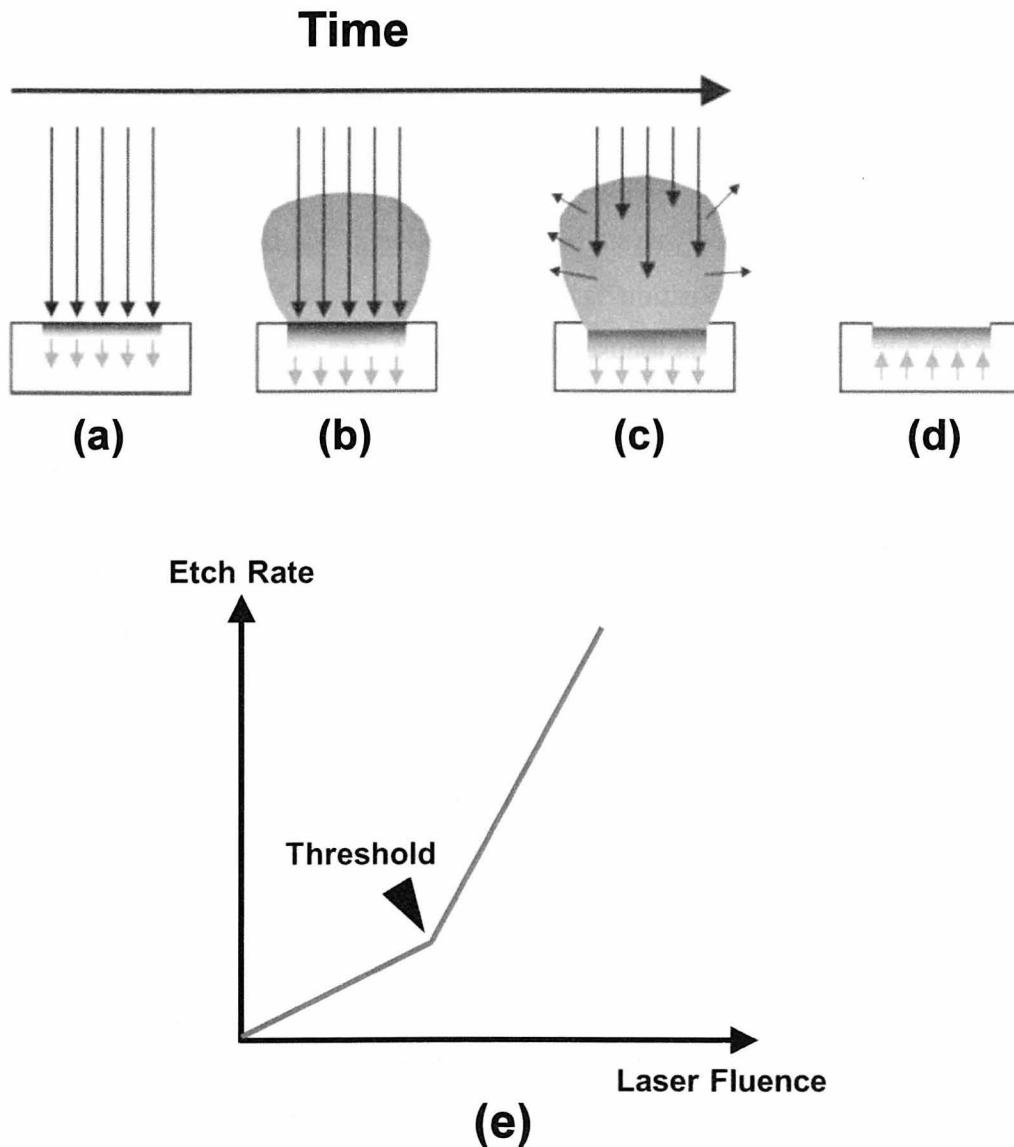 Time
(a) (b) (c) (d)
Etch Rate
Threshold
Laser Fluence
(e)